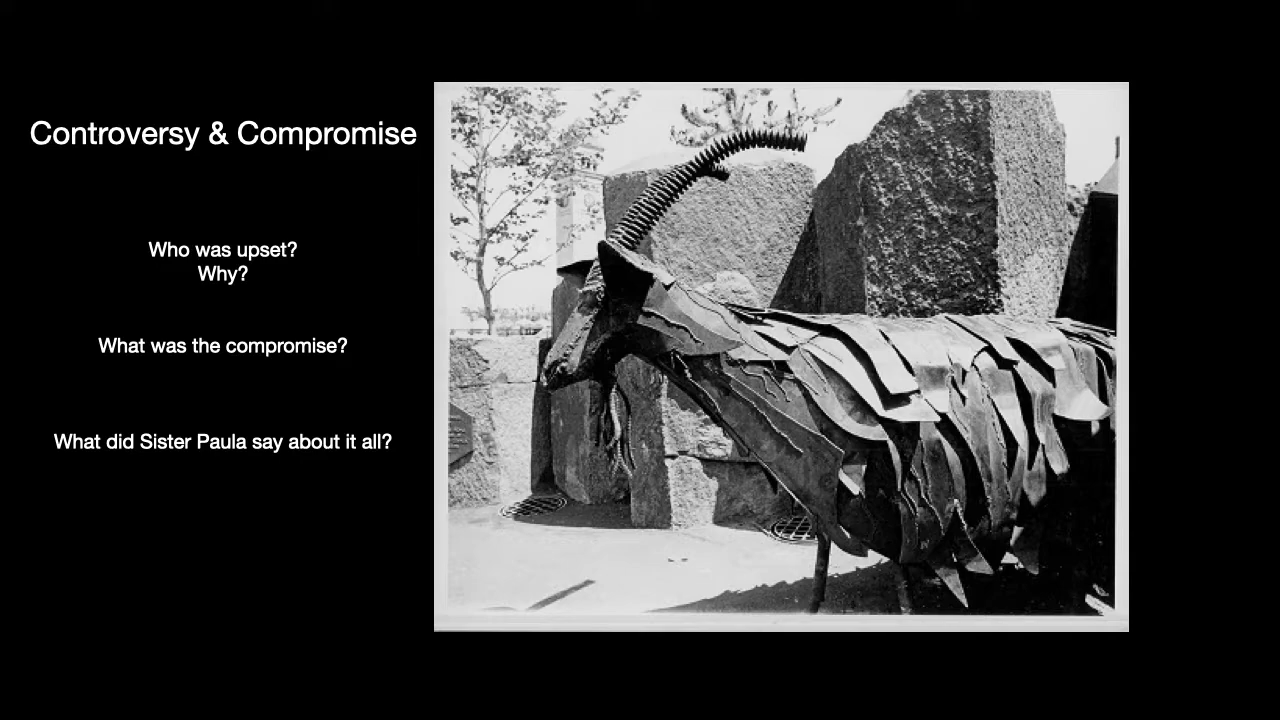 Controversy & Compromise
Who was upset?
Why?
What was the compromise?
What did Sister Paula say about it all?